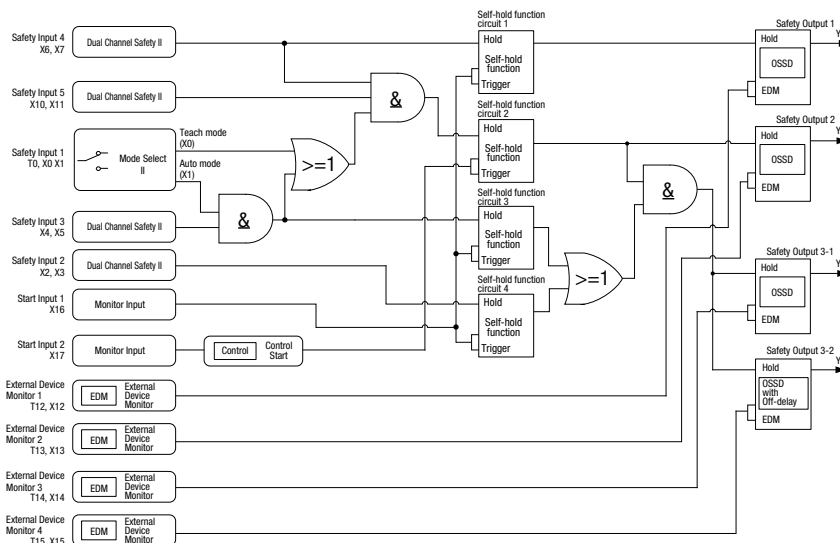 Safety Input 4
X6, X7
Dual Channel Safety II
Safety Input 5
X10, X11
Dual Channel Safety II
Safety Input 1
T0, X0 X1
Mode Select
II
Teach mode
(X0)
Auto mode
(X1)
Safety Input 3
X4, X5
Dual Channel Safety II
Safety Input 2
X2, X3
Dual Channel Safety II
Start Input 1
X16
Monitor Input
Start Input 2
X17
Monitor Input
Control
Control
Start
External Device
Monitor 1
T12, X12
EDM
External
Device
Monitor
External Device
Monitor 2
T13, X13
EDM
External
Device
Monitor
External Device
Monitor 3
T14, X14
EDM
External
Device
Monitor
External Device
Monitor 4
T15, X15
EDM
External
Device
Monitor
&
>=1
&
Self-hold function
circuit 1
Hold
Self-hold
function
Trigger
Self-hold function
circuit 2
Hold
Self-hold
function
Trigger
Self-hold function
circuit 3
Hold
Self-hold
function
Trigger
Self-hold function
circuit 4
Hold
Self-hold
function
Trigger
>=1
&
Safety Output 1
Y
Hold
OSSD
EDM
Safety Output 2
Y
Hold
OSSD
EDM
Safety Output 3-1
Y
Hold
OSSD
EDM
Safety Output 3-2
Y
Hold
OSSD
with
Off-delay
EDM